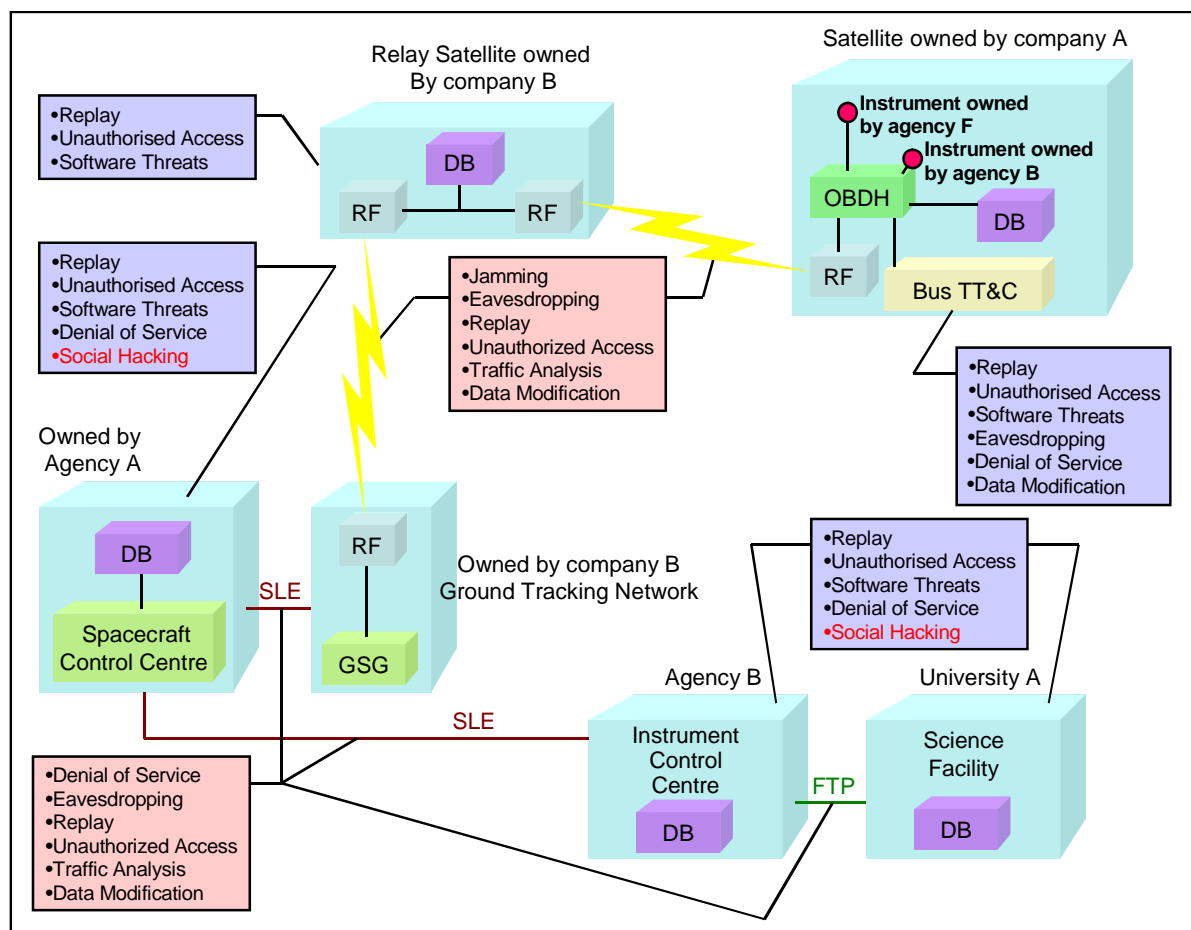 Relay Satellite owned
By company B
Satellite owned by company A
•Replay
•Unauthorised Access
•Software Threats
DB
RF
RF
Instrument owned
by agency F
Instrument owned
by agency B
OBDH
DB
RF
Bus TT&C
•Replay
•Unauthorised Access
•Software Threats
•Denial of Service
•Social Hacking
•Jamming
•Eavesdropping
•Replay
•Unauthorized Access
•Traffic Analysis
•Data Modification
•Replay
•Unauthorised Access
•Software Threats
•Eavesdropping
•Denial of Service
•Data Modification
Owned by
Agency A
DB
Spacecraft
Control Centre
SLE
RF
GSG
Owned by company B
Ground Tracking Network
•Replay
•Unauthorised Access
•Software Threats
•Denial of Service
•Social Hacking
Agency B
University A
SLE
Instrument
Control
Centre
DB
FTP
Science
Facility
DB
•Denial of Service
•Eavesdropping
•Replay
•Unauthorized Access
•Traffic Analysis
•Data Modification